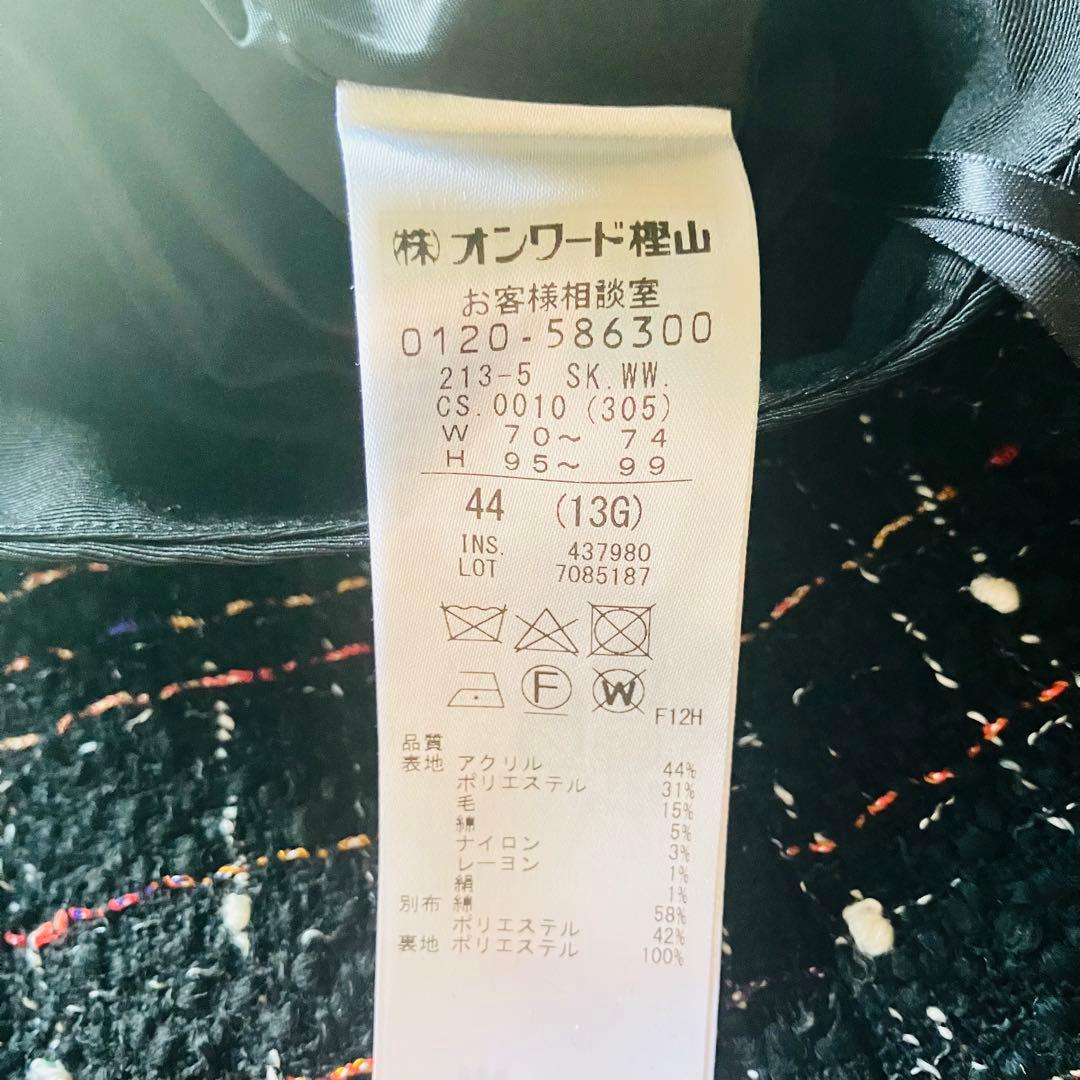 (株)オンワード樫山
お客様相談室
0120-586300
213-5 SK.WW.
CS.0010 (305)
W 70〜 74
H 95〜 99
44 (13G)
INS. 437980
LOT 7085187
F
W
F12H
品質
表地 アクリル 44%
ポリエステル 31%
毛 15%
綿 5%
ナイロン 3%
レーヨン 1%
絹 1%
別布 綿 58%
ポリエステル 42%
裏地 ポリエステル 100%